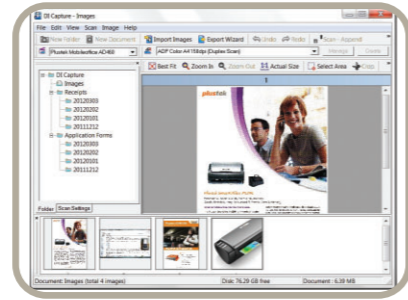 DI Capture - Images
File Edit View Scan Image Help
New Folder New Document Import Images Export Wizard Undo Redo Scan - Append
Plustek MobileOffice AD460 ADF Color A4 150dpi (Duplex Scan)
Best Fit Zoom In Zoom Out Actual Size Select Area Crop
1
DI Capture
Images
Receipts
20120303
20120202
20120101
20111212
Application Forms
20120303
20120202
20120101
20111212
plustek
Folder Scan Settings
Document: Images (total 4 images) Disk: 76.29 GB free Document : 6.39 MB